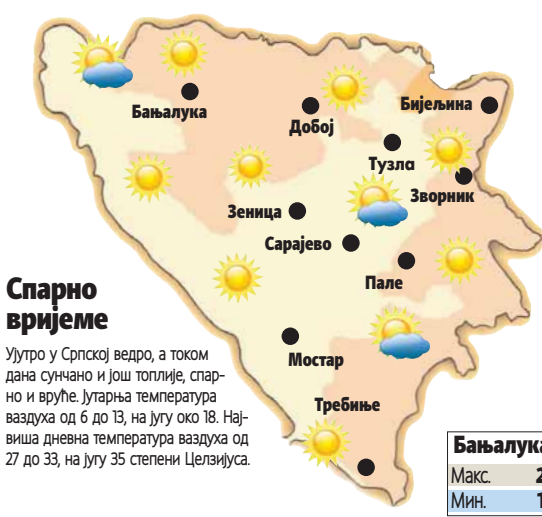 Бањалука
Добој
Бијељина
Тузла
Зворник
Зеница
Сарајево
Пале
Мостар
Требиње
Спарно
вријеме
Ујутро у Српској ведро, а током
дана сунчано и још топлије, спар-
но и вруће. Јутарња температура
ваздуха од 6 до 13, на југу око 18. Нај-
виша дневна температура ваздуха од
27 до 33, на југу 35 степени Целзијуса.
Бањалука
Макс.
Мин.